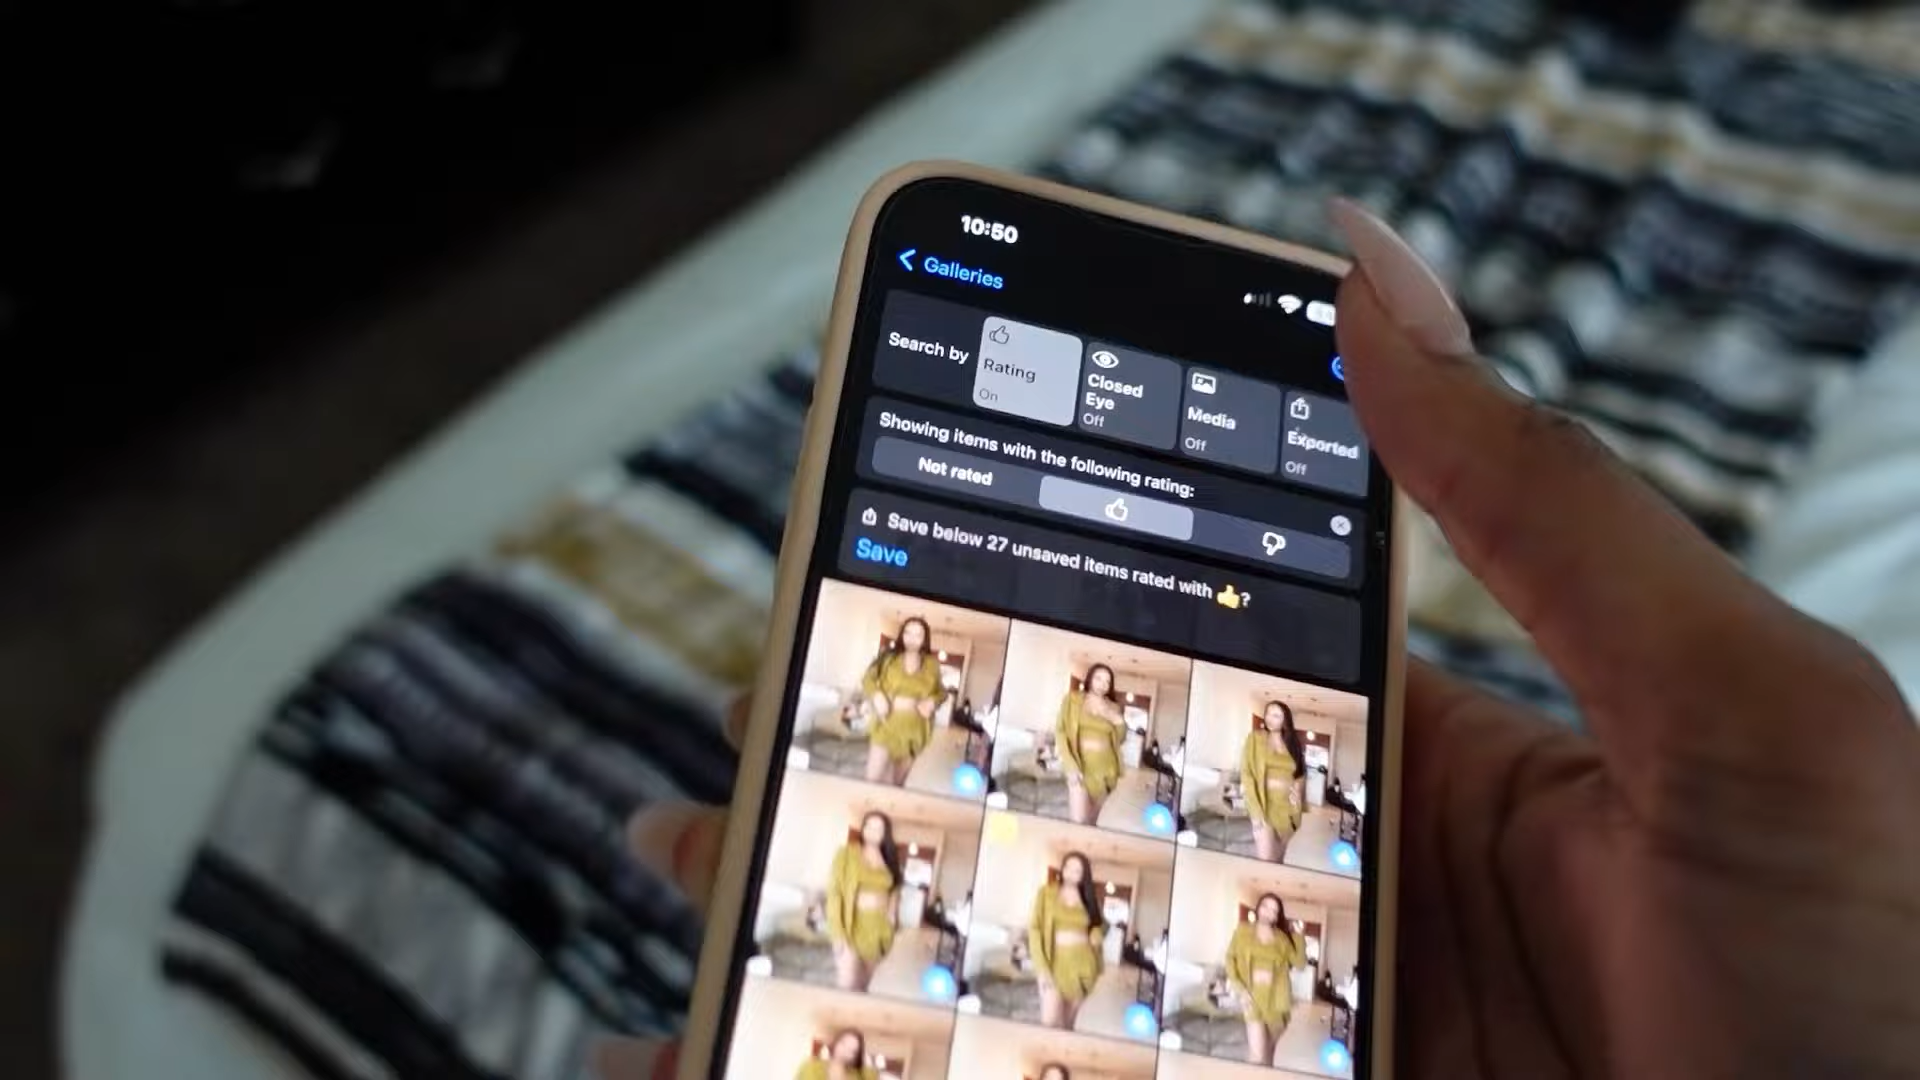 10:50
Galleries
Search by
Rating
On
Closed
Eye
Off
Media
Off
Exported
Off
Showing items with the following rating:
Not rated
Save below 27 unsaved items rated with 👍?
Save